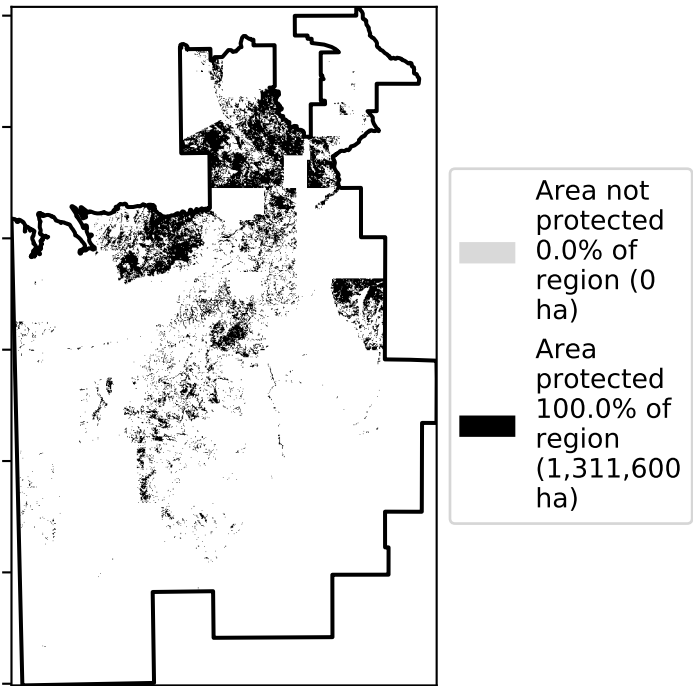 Area not
protected
0.0% of
region (0
ha)
Area
protected
100.0% of
region
(1,311,600
ha)